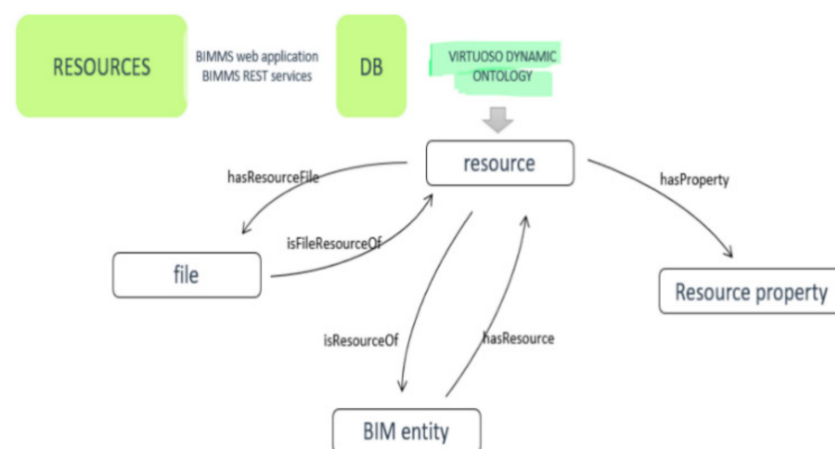 RESOURCES
BIMMS web application
BIMMS REST services
DB
VIRTUOSO DYNAMIC
ONTOLOGY
resource
hasResourceFile
hasProperty
isFileResourceOf
file
Resource property
isResourceOf
hasResource
BIM entity